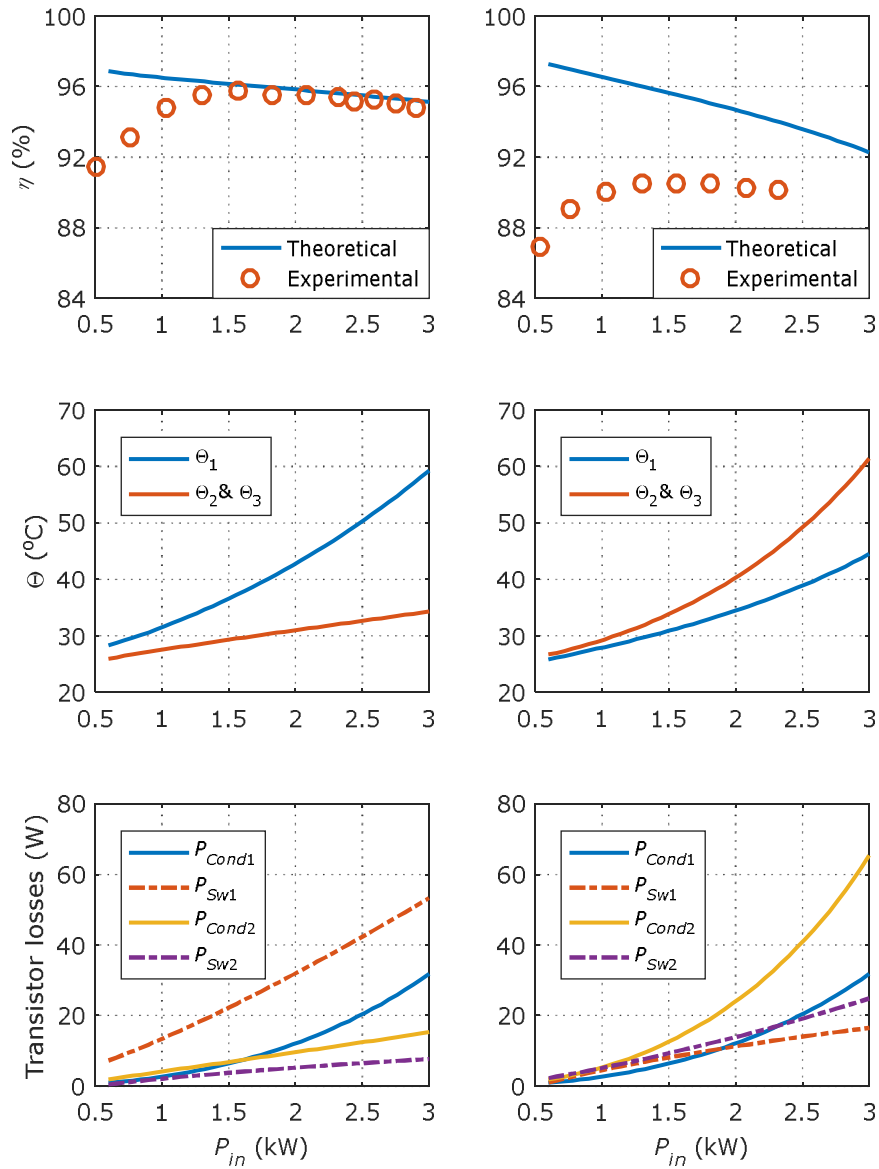 100
96
92
88
84
η (%)
Theoretical
Experimental
0.5 1 1.5 2 2.5 3
100
96
92
88
84
Theoretical
Experimental
0.5 1 1.5 2 2.5 3
70
60
50
40
30
20
Θ (°C)
Θ1
Θ2& Θ3
0.5 1 1.5 2 2.5 3
70
60
50
40
30
20
Θ1
Θ2& Θ3
0.5 1 1.5 2 2.5 3
80
60
40
20
0
Transistor losses (W)
PCond1
PSw1
PCond2
PSw2
0.5 1 1.5 2 2.5 3
Pin (kW)
80
60
40
20
0
PCond1
PSw1
PCond2
PSw2
0.5 1 1.5 2 2.5 3
Pin (kW)